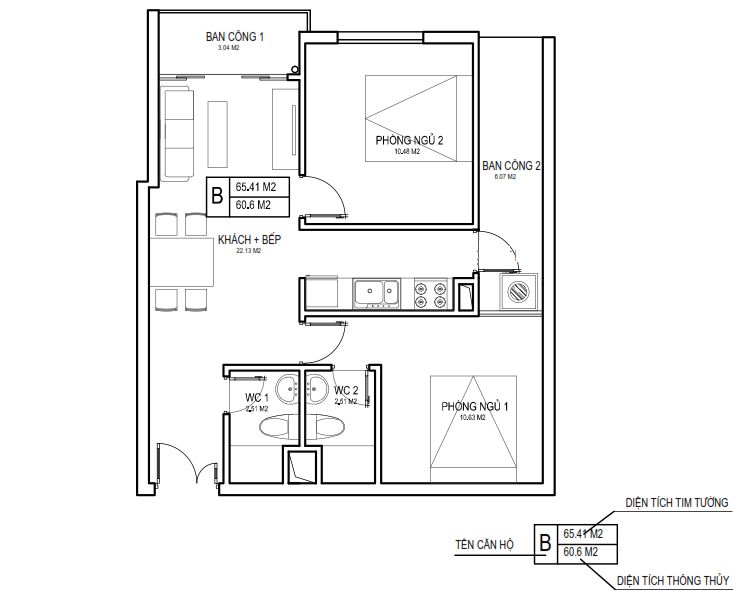 BAN CÔNG 1
3.04 M2
PHÒNG NGỦ 2
10.48 M2
BAN CÔNG 2
6.07 M2
B
65.41 M2
60.6 M2
KHÁCH + BẾP
22.13 M2
WC 1
2.51 M2
WC 2
2.51 M2
PHÒNG NGỦ 1
10.63 M2
DIỆN TÍCH TIM TƯỜNG
TÊN CĂN HỘ
B
65.41 M2
60.6 M2
DIỆN TÍCH THÔNG THỦY